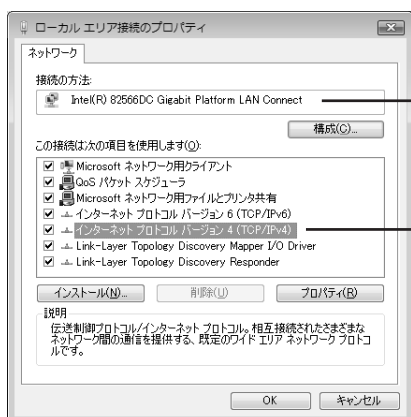 ローカル エリア接続のプロパティ
ネットワーク
接続の方法:
Intel(R) 82566DC Gigabit Platform LAN Connect
構成(C)...
この接続は次の項目を使用します(O):
Microsoft ネットワーク用クライアント
QoS パケット スケジューラ
Microsoft ネットワーク用ファイルとプリンタ共有
インターネット プロトコル バージョン 6 (TCP/IPv6)
インターネット プロトコル バージョン 4 (TCP/IPv4)
Link-Layer Topology Discovery Mapper I/O Driver
Link-Layer Topology Discovery Responder
インストール(N)...
削除(U)
プロパティ(R)
説明
伝送制御プロトコル/インターネット プロトコル。相互接続されたさまざまな
ネットワーク間の通信を提供する、既定のワイド エリア ネットワーク プロトコ
ルです。
OK
キャンセル